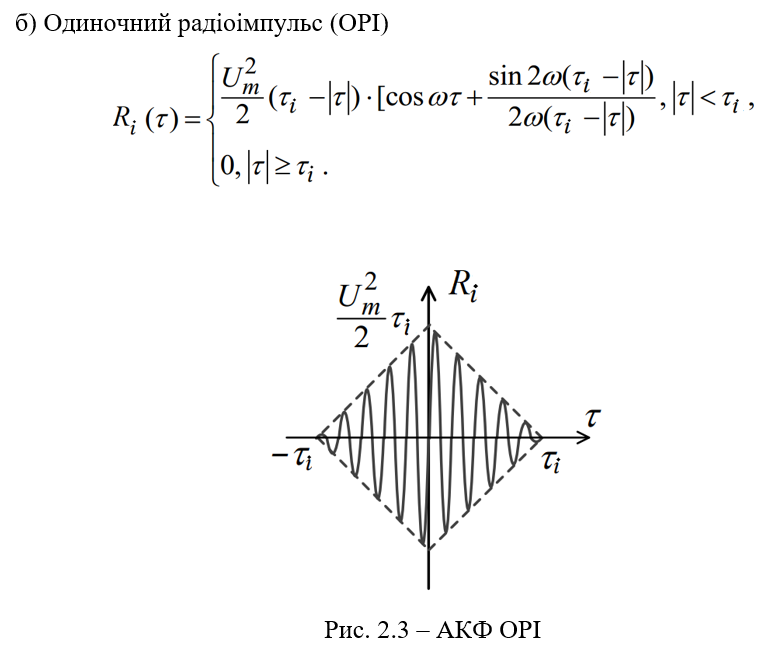 б) Одиночний радіоімпульс (ОРІ)
R_i (τ) = { U_m^2/2 (τ_i −|τ|) · [cos ωτ + sin 2ω(τ_i −|τ|) / 2ω(τ_i −|τ|) , |τ| < τ_i ,
0, |τ| ≥ τ_i .
U_m^2/2 τ_i
R_i
τ
− τ_i
τ_i
Рис. 2.3 – АКФ ОРІ